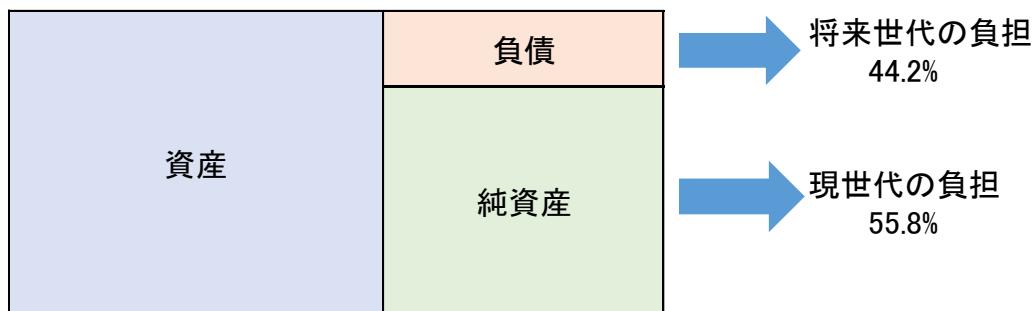 資産
負債
純資産
将来世代の負担
44.2%
現世代の負担
55.8%